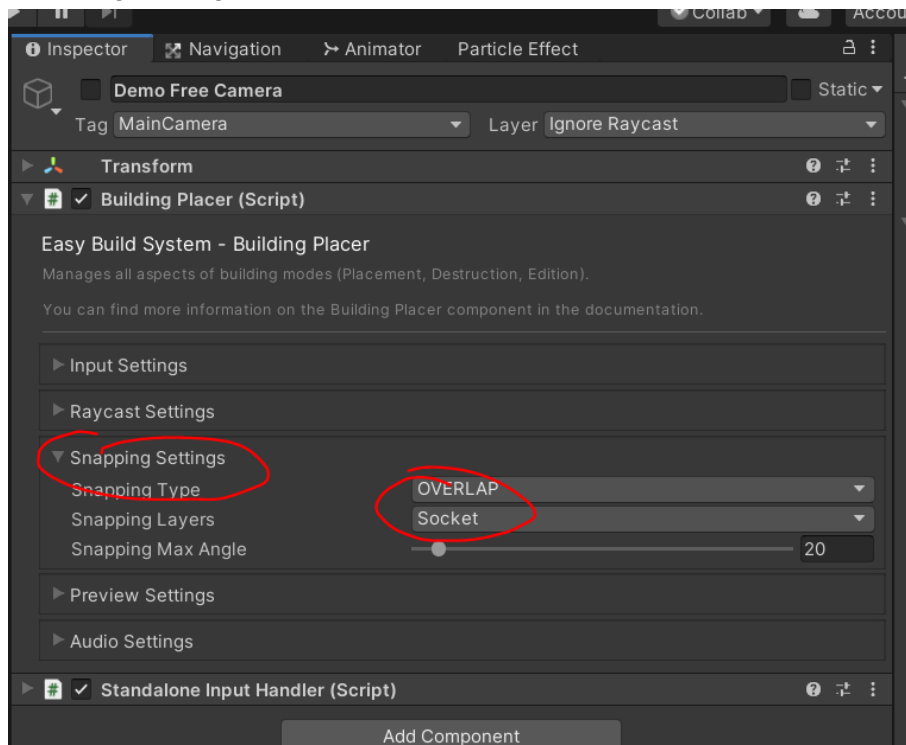 Collab
Accou
Inspector Navigation Animator Particle Effect
Demo Free Camera Static
Tag MainCamera Layer Ignore Raycast
Transform
# Building Placer (Script)
Easy Build System - Building Placer
Manages all aspects of building modes (Placement, Destruction, Edition).
You can find more information on the Building Placer component in the documentation.
Input Settings
Raycast Settings
Snapping Settings
Snapping Type OVERLAP
Snapping Layers Socket
Snapping Max Angle 20
Preview Settings
Audio Settings
# Standalone Input Handler (Script)
Add Component